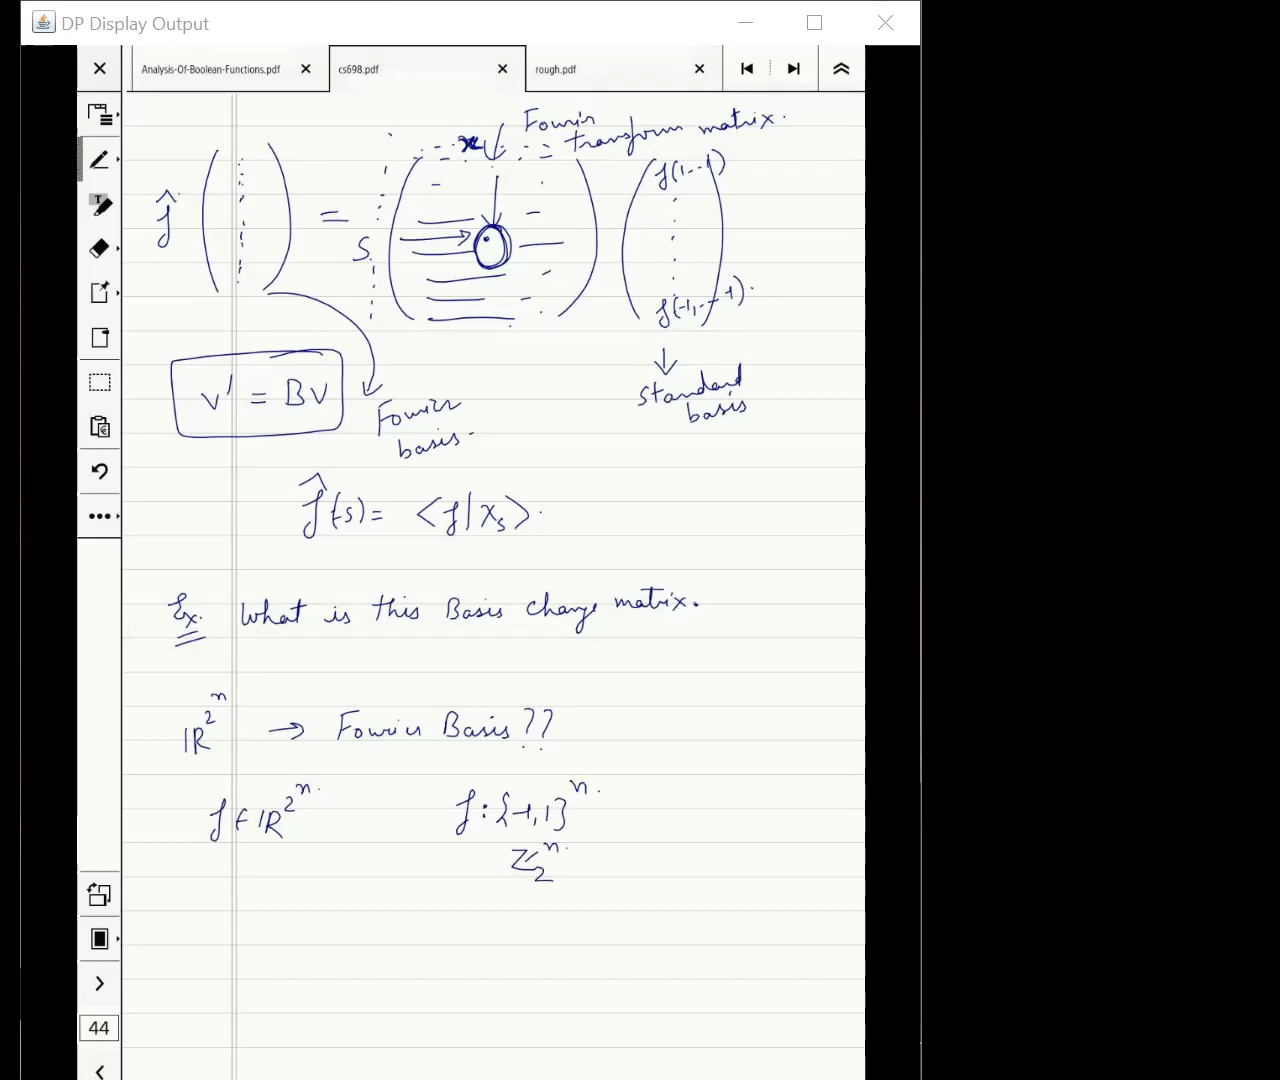 DP Display Output
Analysis-Of-Boolean-Functions.pdf
cs698.pdf
rough.pdf
Fourier
transform matrix.
x
f(1--1)
f̂ = S
f(-1,--1).
Standard
basis
v' = Bv
Fourier
basis.
f̂(s) = <f|χ_s>.
Ex. What is this Basis change matrix.
ℝ^2^n → Fourier Basis??
f ∈ ℝ^2^n. f: {-1,1}^n.
ℤ_2^n.
44